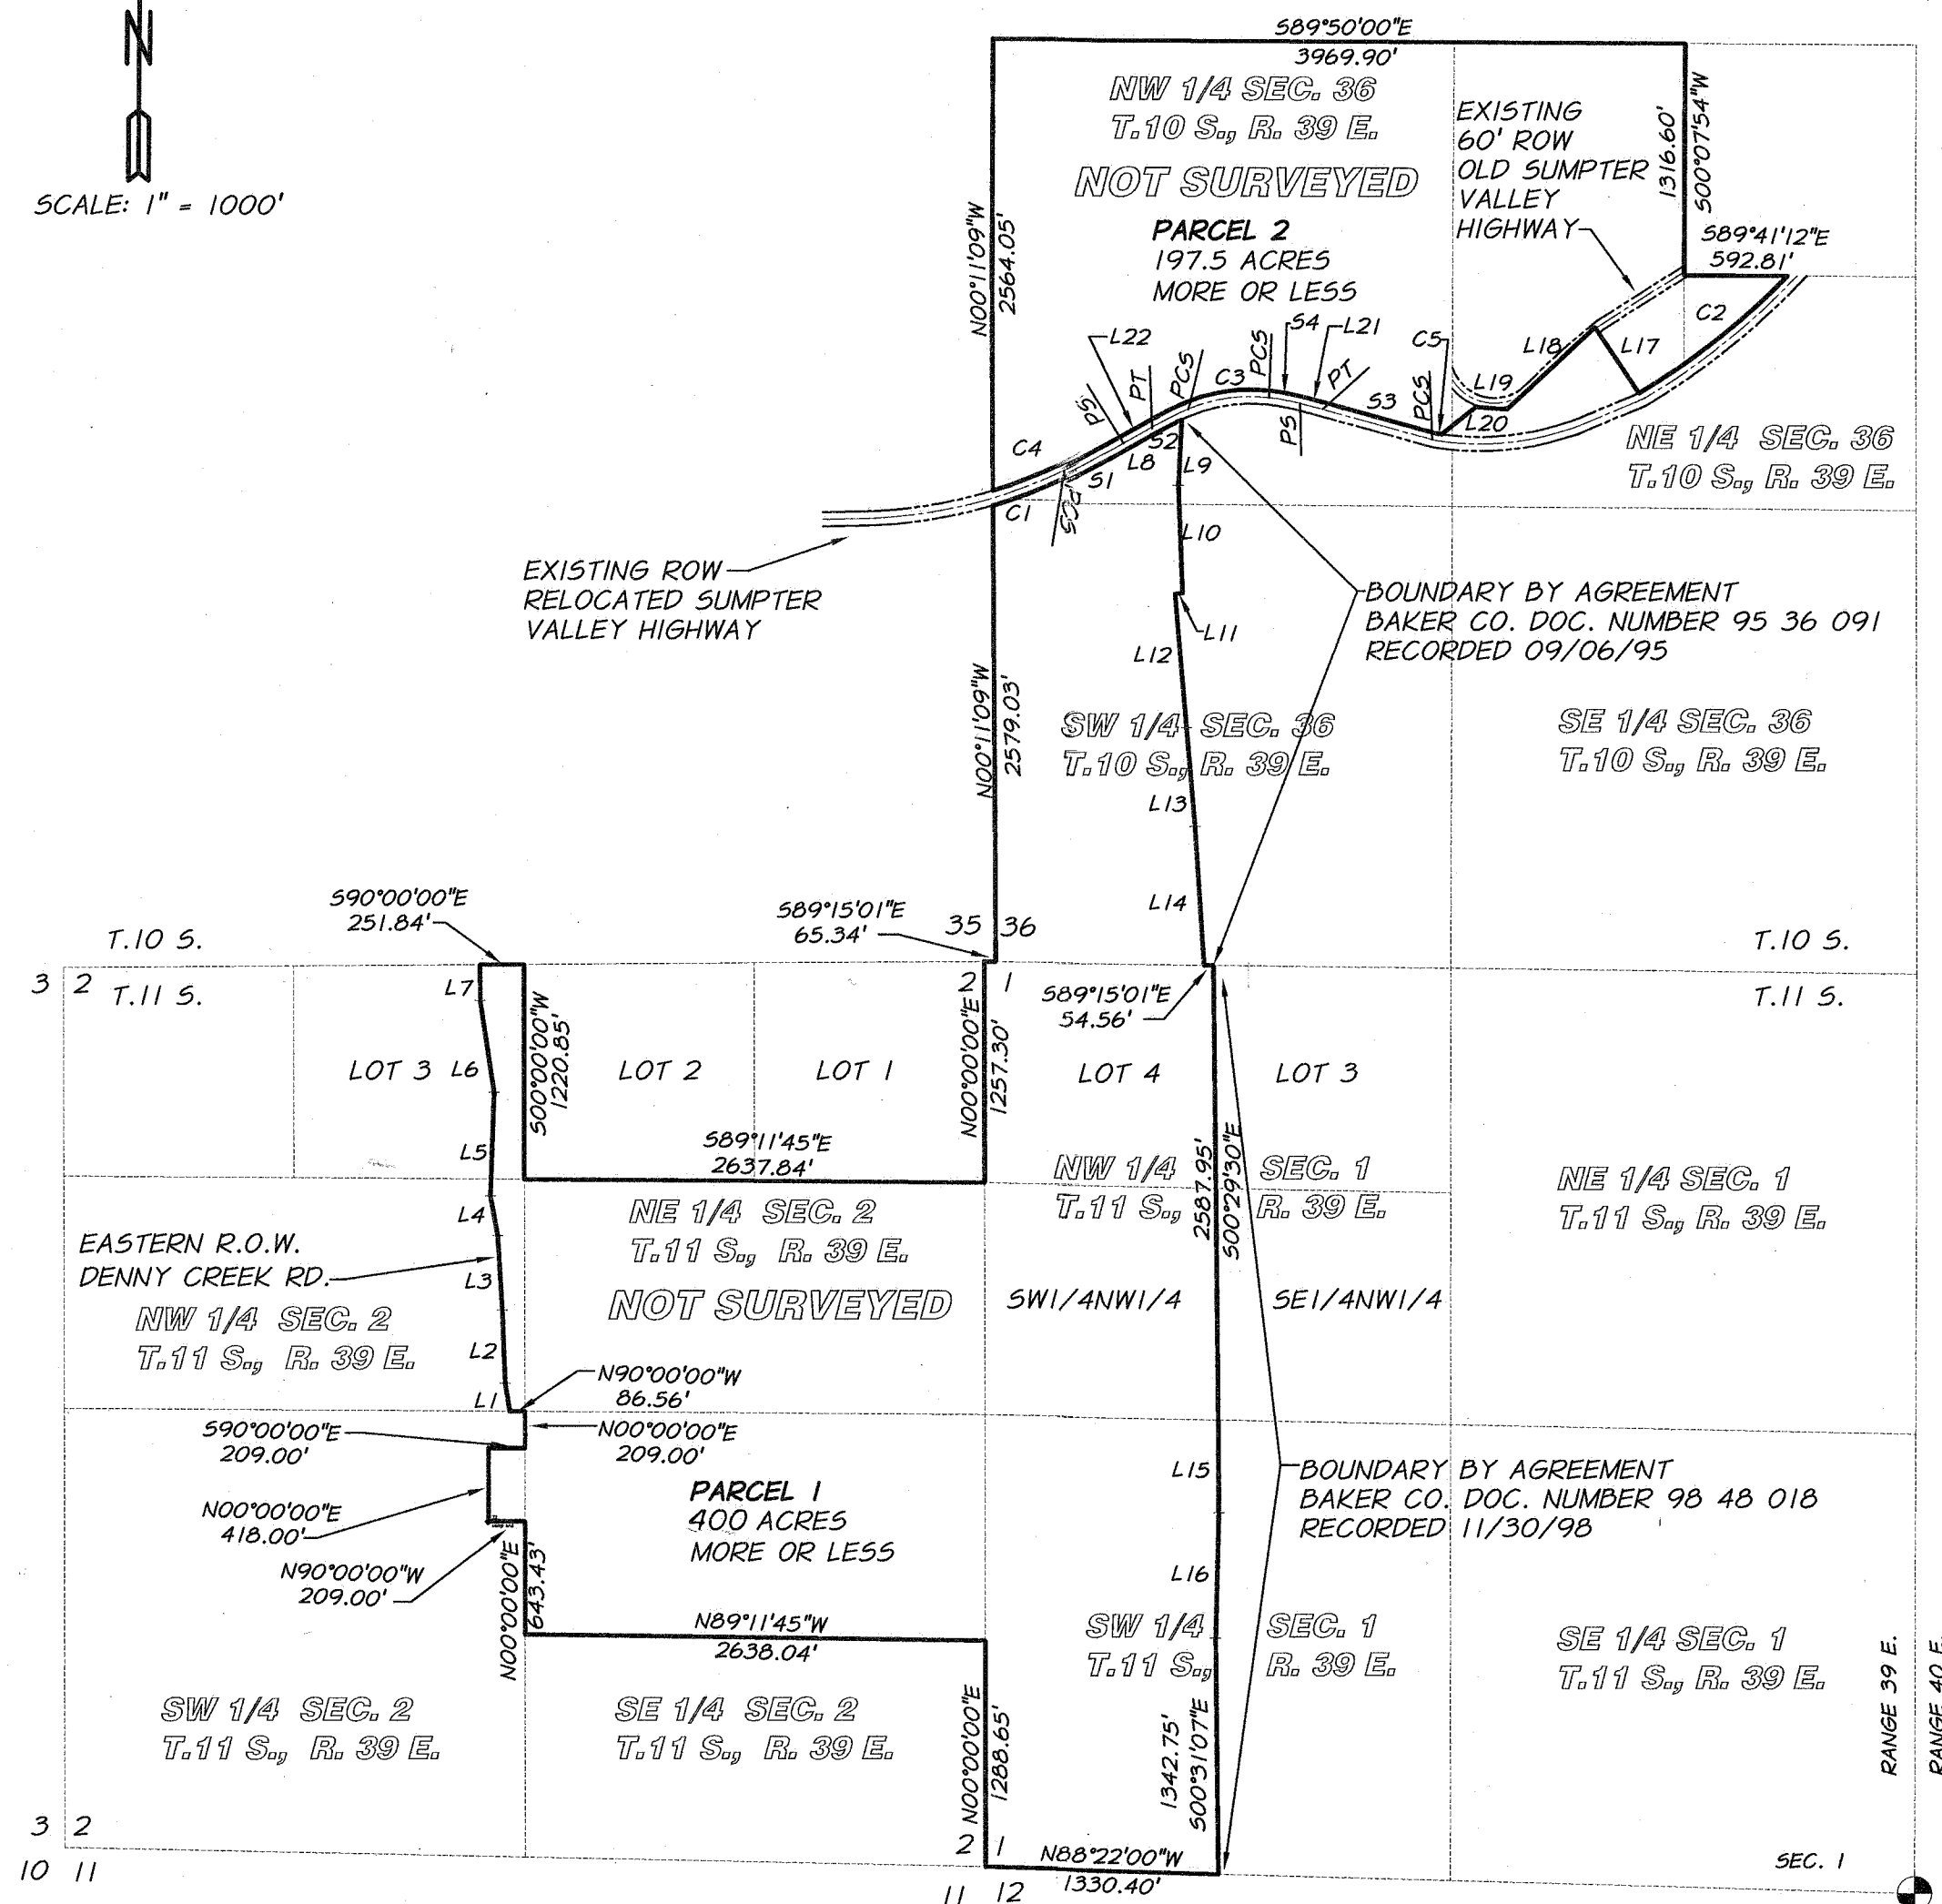 N
SCALE: 1" = 1000'
S89°50'00"E
3969.90'
NW 1/4 SEC. 36
T.10 S., R. 39 E.
NOT SURVEYED
PARCEL 2
197.5 ACRES
MORE OR LESS
EXISTING
60' ROW
OLD SUMPTER
VALLEY
HIGHWAY
1316.60'
S00°07'54"W
S89°41'12"E
592.81'
N00°11'09"W
2564.05'
L22
PS
PT
PCS
C3
PCS
S4
L21
PS
PT
S3
C5
PCS
L19
L20
L18
L17
C2
C4
C1
PCS
S1
L8
S2
L9
L10
L11
L12
NE 1/4 SEC. 36
T.10 S., R. 39 E.
EXISTING ROW
RELOCATED SUMPTER
VALLEY HIGHWAY
BOUNDARY BY AGREEMENT
BAKER CO. DOC. NUMBER 95 36 091
RECORDED 09/06/95
N00°11'09"W
2579.03'
SW 1/4 SEC. 36
T.10 S., R. 39 E.
SE 1/4 SEC. 36
T.10 S., R. 39 E.
L13
L14
S90°00'00"E
251.84'
S89°15'01"E
65.34'
35 36
T.10 S.
T.10 S.
3 2
T.11 S.
L7
2 1
S89°15'01"E
54.56'
T.11 S.
S00°00'00"W
1220.85'
N00°00'00"E
1257.30'
LOT 3
L6
LOT 2
LOT 1
LOT 4
LOT 3
L5
S89°11'45"E
2637.84'
NW 1/4 SEC. 1
T.11 S., R. 39 E.
2587.95'
S00°29'30"E
NE 1/4 SEC. 1
T.11 S., R. 39 E.
L4
NE 1/4 SEC. 2
T.11 S., R. 39 E.
NOT SURVEYED
EASTERN R.O.W.
DENNY CREEK RD.
L3
NW 1/4 SEC. 2
T.11 S., R. 39 E.
L2
SW1/4NW1/4
SE1/4NW1/4
L1
N90°00'00"W
86.56'
S90°00'00"E
209.00'
N00°00'00"E
209.00'
PARCEL 1
400 ACRES
MORE OR LESS
L15
BOUNDARY BY AGREEMENT
BAKER CO. DOC. NUMBER 98 48 018
RECORDED 11/30/98
N00°00'00"E
418.00'
N90°00'00"W
209.00'
N00°00'00"E
643.43'
L16
N89°11'45"W
2638.04'
SW 1/4 SEC. 1
T.11 S., R. 39 E.
SE 1/4 SEC. 1
T.11 S., R. 39 E.
RANGE 39 E.
RANGE 40 E.
SW 1/4 SEC. 2
T.11 S., R. 39 E.
SE 1/4 SEC. 2
T.11 S., R. 39 E.
N00°00'00"E
1288.65'
1342.75'
S00°31'07"E
3 2
10 11
2 1
11 12
N88°22'00"W
1330.40'
SEC. 1